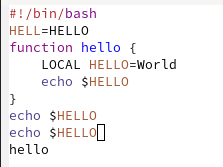 #!/bin/bash
HELL=HELLO
function hello {
    LOCAL HELLO=World
    echo $HELLO
}
echo $HELLO
echo $HELLO
hello